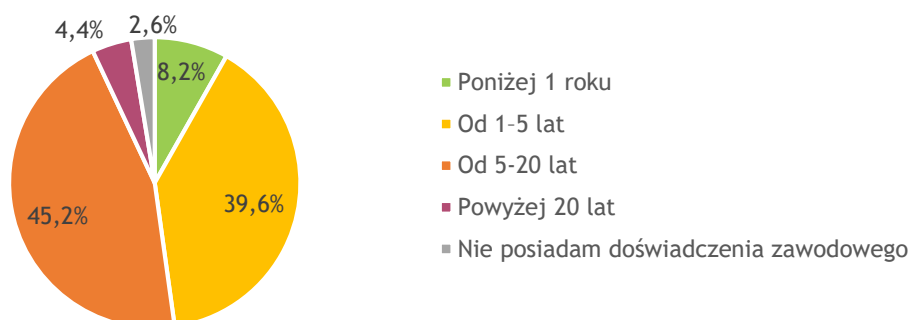 4,4%
2,6%
8,2%
39,6%
45,2%
Poniżej 1 roku
Od 1–5 lat
Od 5-20 lat
Powyżej 20 lat
Nie posiadam doświadczenia zawodowego